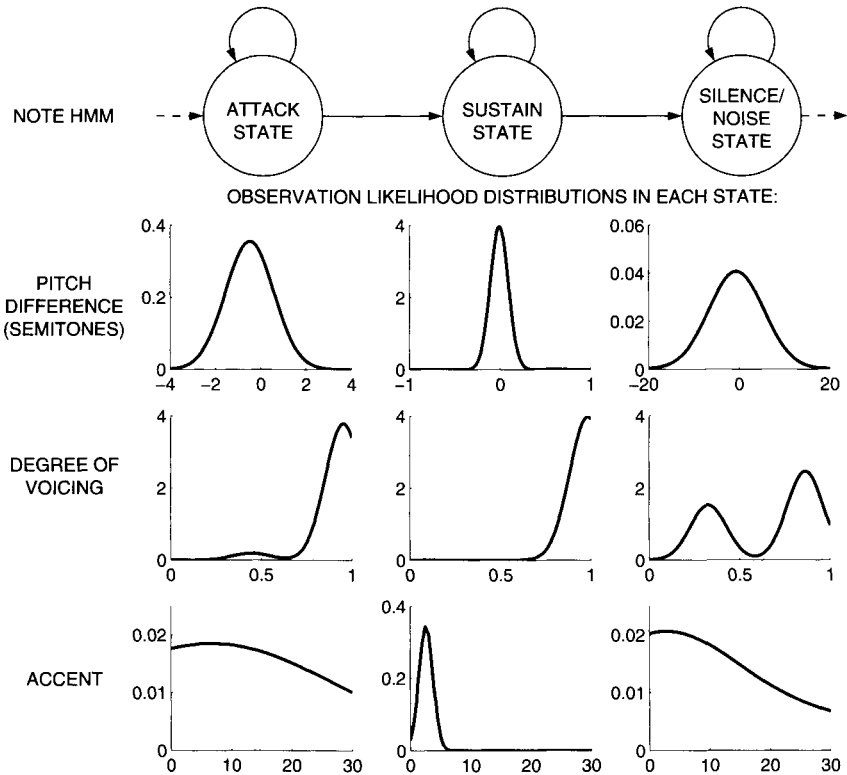 NOTE HMM
ATTACK
STATE
SUSTAIN
STATE
SILENCE/
NOISE
STATE
OBSERVATION LIKELIHOOD DISTRIBUTIONS IN EACH STATE:
PITCH
DIFFERENCE
(SEMITONES)
0.4
0.2
0
−4 −2 0 2 4
4
2
0
−1 0 1
0.06
0.04
0.02
0
−20 0 20
DEGREE OF
VOICING
4
2
0
0 0.5 1
4
2
0
0 0.5 1
4
2
0
0 0.5 1
ACCENT
0.02
0.01
0
0 10 20 30
0.4
0.2
0
0 10 20 30
0.02
0.01
0
0 10 20 30